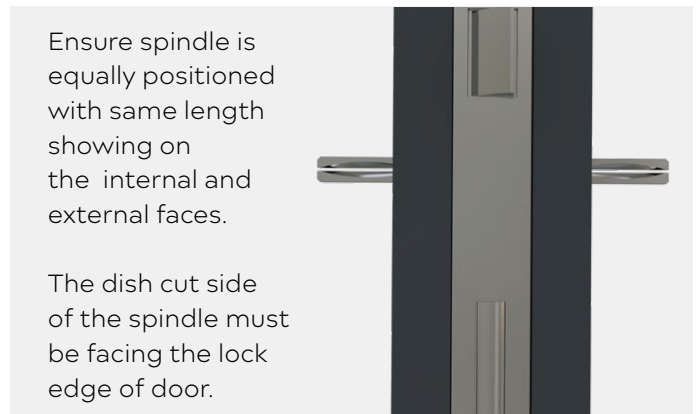 Ensure spindle is
equally positioned
with same length
showing on
the  internal and
external faces.
The dish cut side
of the spindle must
be facing the lock
edge of door.